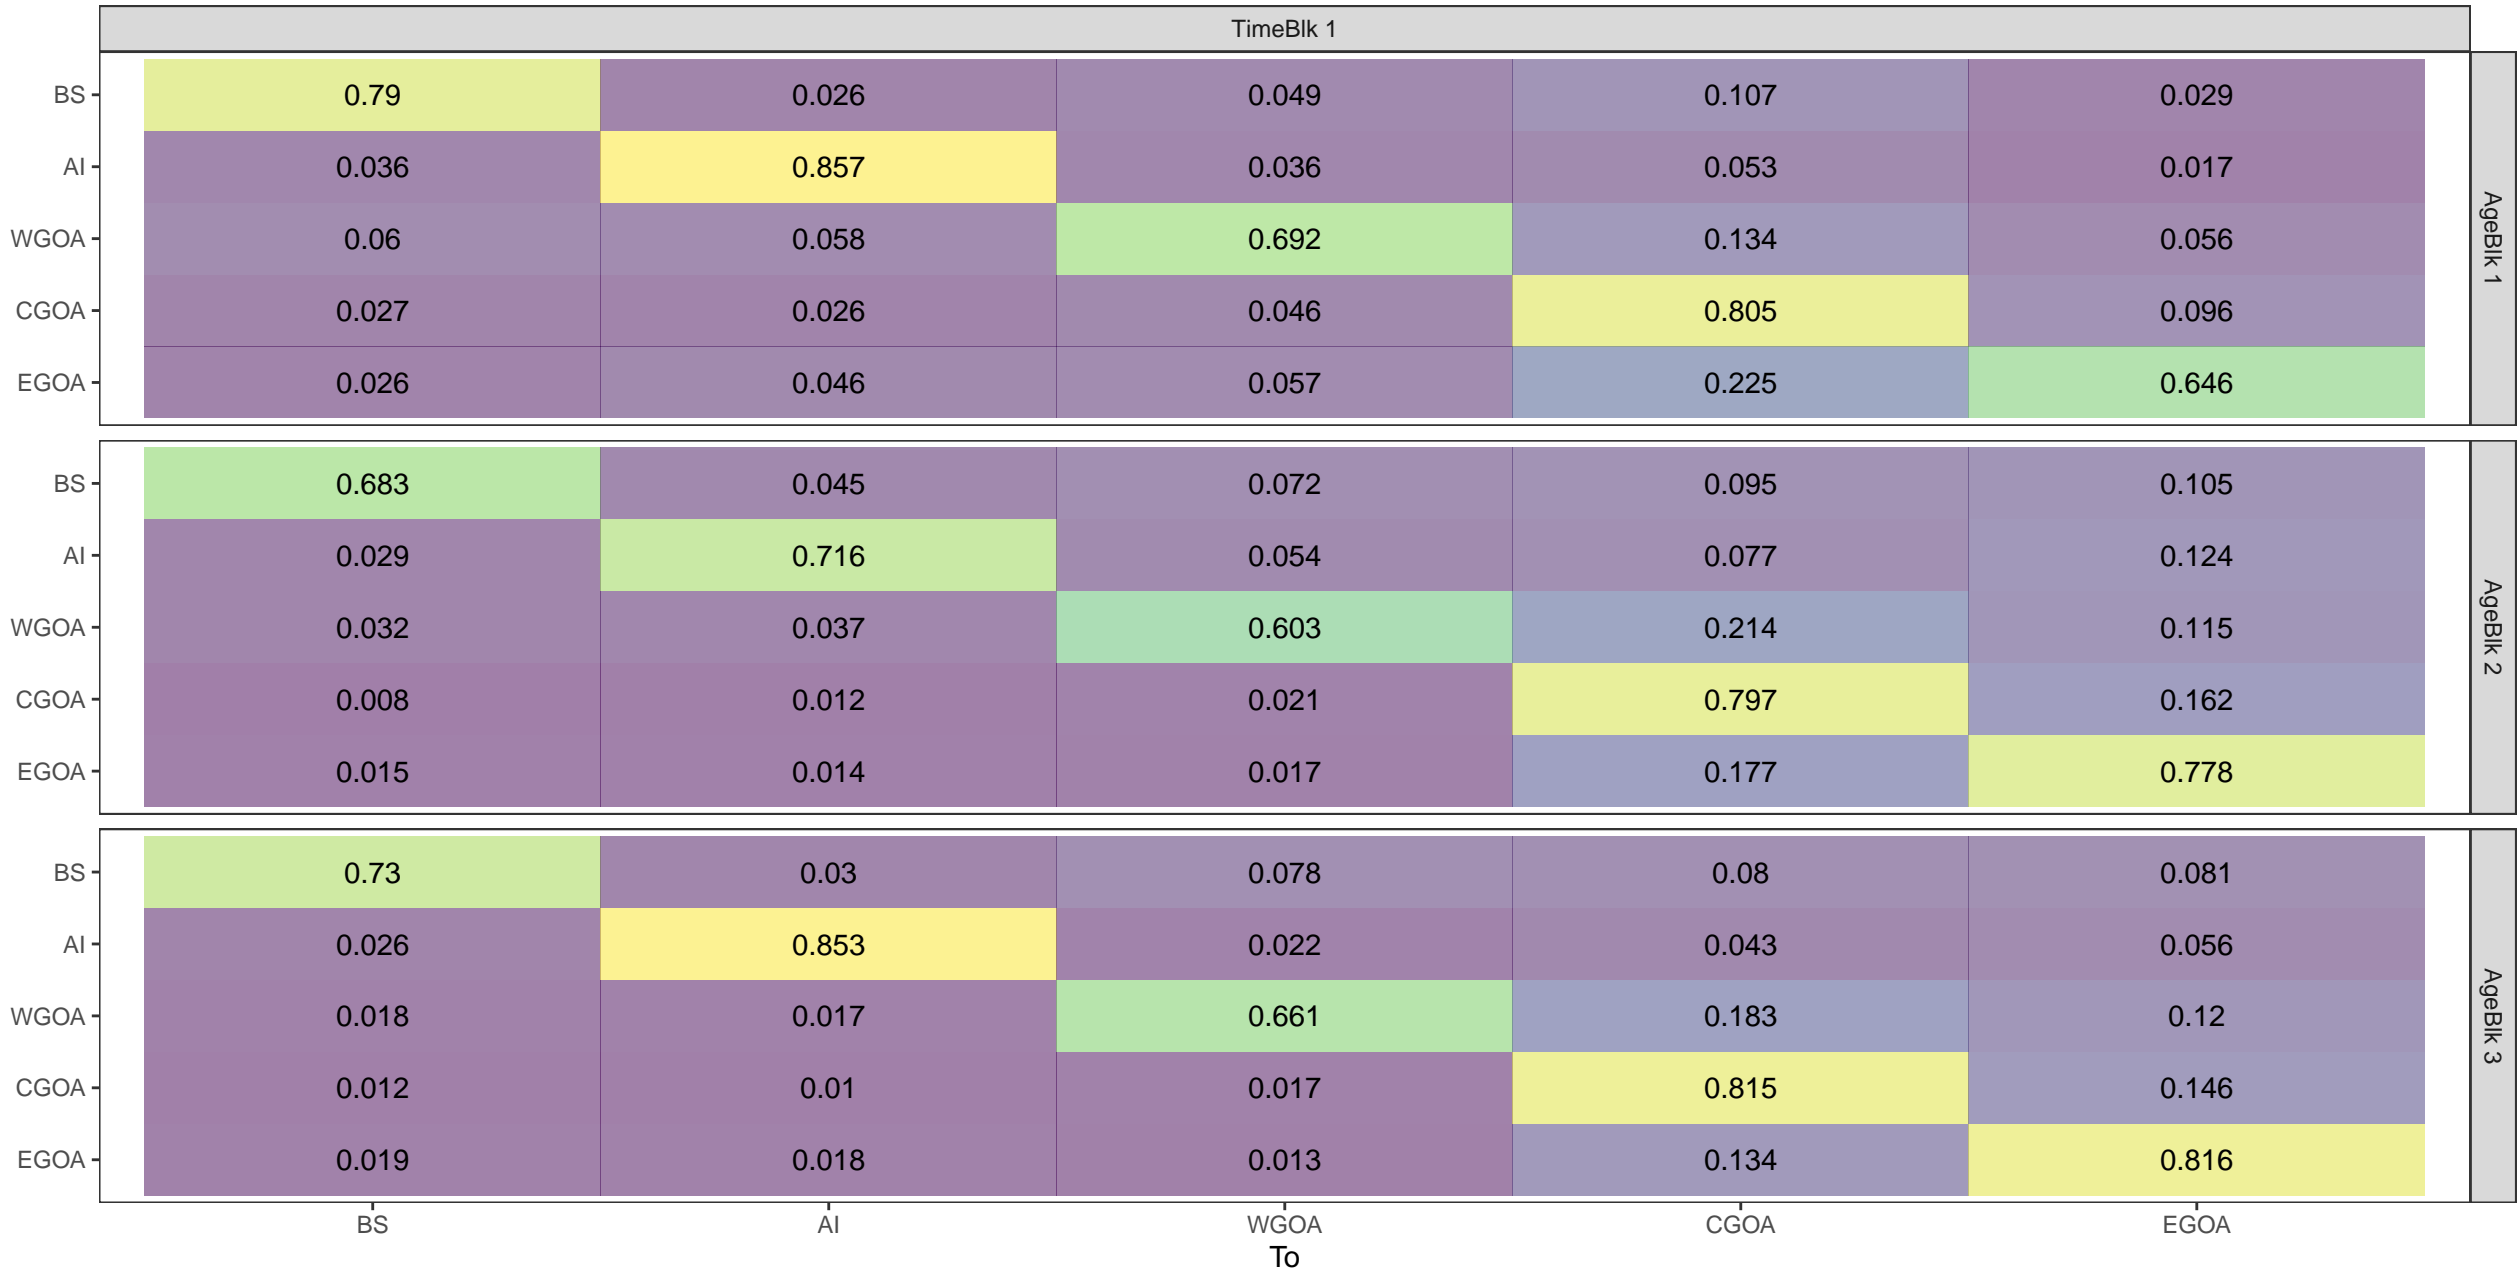 TimeBlk 1
BS 0.79 0.026 0.049 0.107 0.029
AI 0.036 0.857 0.036 0.053 0.017
WGOA 0.06 0.058 0.692 0.134 0.056
CGOA 0.027 0.026 0.046 0.805 0.096
EGOA 0.026 0.046 0.057 0.225 0.646
AgeBlk 1
BS 0.683 0.045 0.072 0.095 0.105
AI 0.029 0.716 0.054 0.077 0.124
WGOA 0.032 0.037 0.603 0.214 0.115
CGOA 0.008 0.012 0.021 0.797 0.162
EGOA 0.015 0.014 0.017 0.177 0.778
AgeBlk 2
BS 0.73 0.03 0.078 0.08 0.081
AI 0.026 0.853 0.022 0.043 0.056
WGOA 0.018 0.017 0.661 0.183 0.12
CGOA 0.012 0.01 0.017 0.815 0.146
EGOA 0.019 0.018 0.013 0.134 0.816
AgeBlk 3
BS AI WGOA CGOA EGOA
To